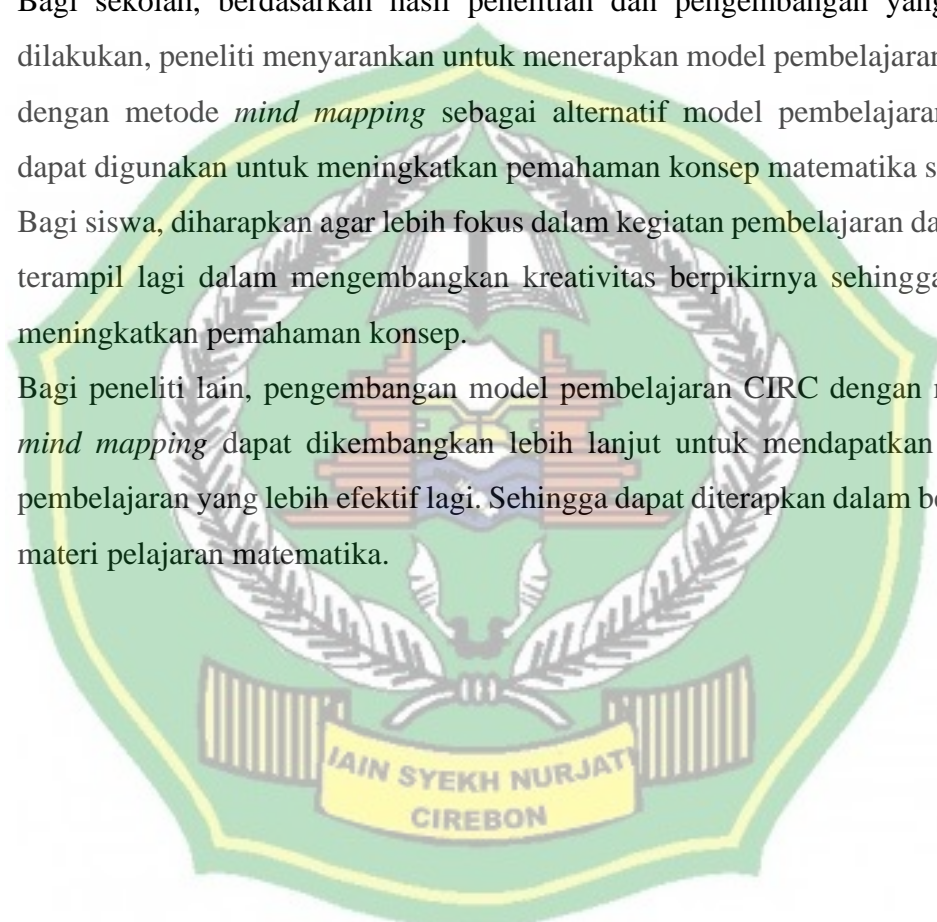 Bagi sekolah, berdasarkan hasil penelitian dan pengembangan yang
dilakukan, peneliti menyarankan untuk menerapkan model pembelajaran
dengan metode mind mapping sebagai alternatif model pembelajaran
dapat digunakan untuk meningkatkan pemahaman konsep matematika s
Bagi siswa, diharapkan agar lebih fokus dalam kegiatan pembelajaran da
terampil lagi dalam mengembangkan kreativitas berpikirnya sehingga
meningkatkan pemahaman konsep.
Bagi peneliti lain, pengembangan model pembelajaran CIRC dengan
mind mapping dapat dikembangkan lebih lanjut untuk mendapatkan
pembelajaran yang lebih efektif lagi. Sehingga dapat diterapkan dalam be
materi pelajaran matematika.
IAIN SYEKH NURJATI
CIREBON